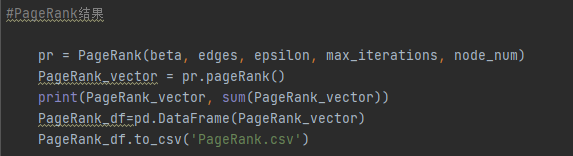 #PageRank结果
pr = PageRank(beta, edges, epsilon, max_iterations, node_num)
PageRank_vector = pr.pageRank()
print(PageRank_vector, sum(PageRank_vector))
PageRank_df=pd.DataFrame(PageRank_vector)
PageRank_df.to_csv('PageRank.csv')